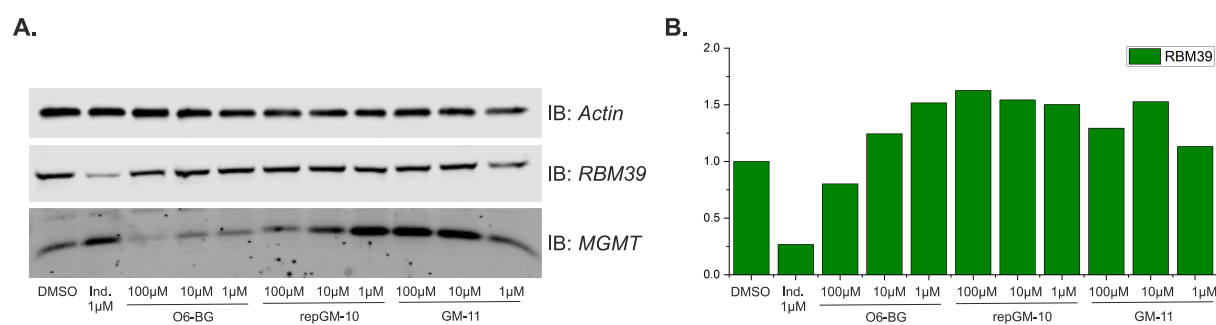 A.
IB: Actin
IB: RBM39
IB: MGMT
DMSO Ind. 1µM 100µM 10µM 1µM 100µM 10µM 1µM 100µM 10µM 1µM
O6-BG repGM-10 GM-11
B.
RBM39
2.0
1.5
1.0
0.5
0.0
DMSO Ind. 1µM 100µM 10µM 1µM 100µM 10µM 1µM 100µM 10µM 1µM
O6-BG repGM-10 GM-11